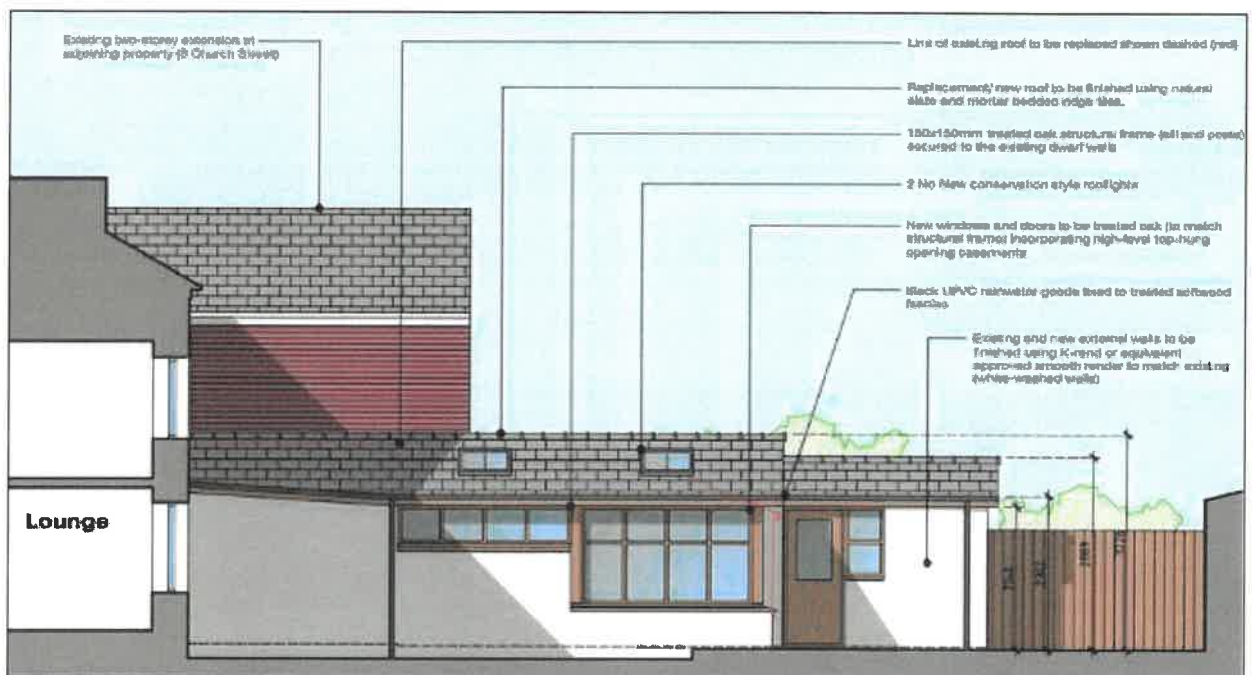 Existing two-storey extension at
adjoining property (8 Church Street)
Line of existing roof to be replaced shown dashed (red)
Replacement/ new roof to be finished using natural
slate and mortar bedded ridge tiles.
150x150mm treated oak structural frame (sill and posts)
secured to the existing dwarf walls
2 No New conservation style rooflights
New windows and doors to be treated oak (to match
structural frame) incorporating high-level top-hung
opening casements
Black UPVC rainwater goods fixed to treated softwood
fascias
Existing and new external walls to be
finished using K-rend or equivalent
approved smooth render to match existing
(white-washed walls)
Lounge